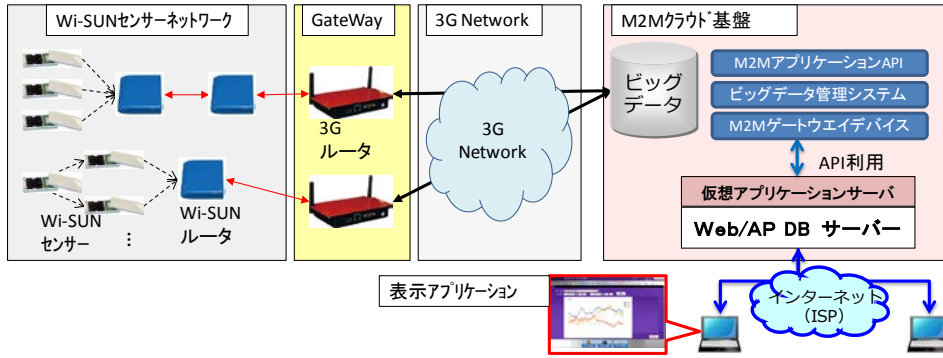 Wi-SUNセンサーネットワーク
GateWay
3G Network
M2Mクラウド基盤
ビッグ
データ
M2MアプリケーションAPI
ビッグデータ管理システム
M2Mゲートウエイデバイス
3G
ルータ
3G
Network
API利用
仮想アプリケーションサーバ
Web/AP DB サーバー
Wi-SUN
センサー
⋮
Wi-SUN
ルータ
表示アプリケーション
インターネット
(ISP)